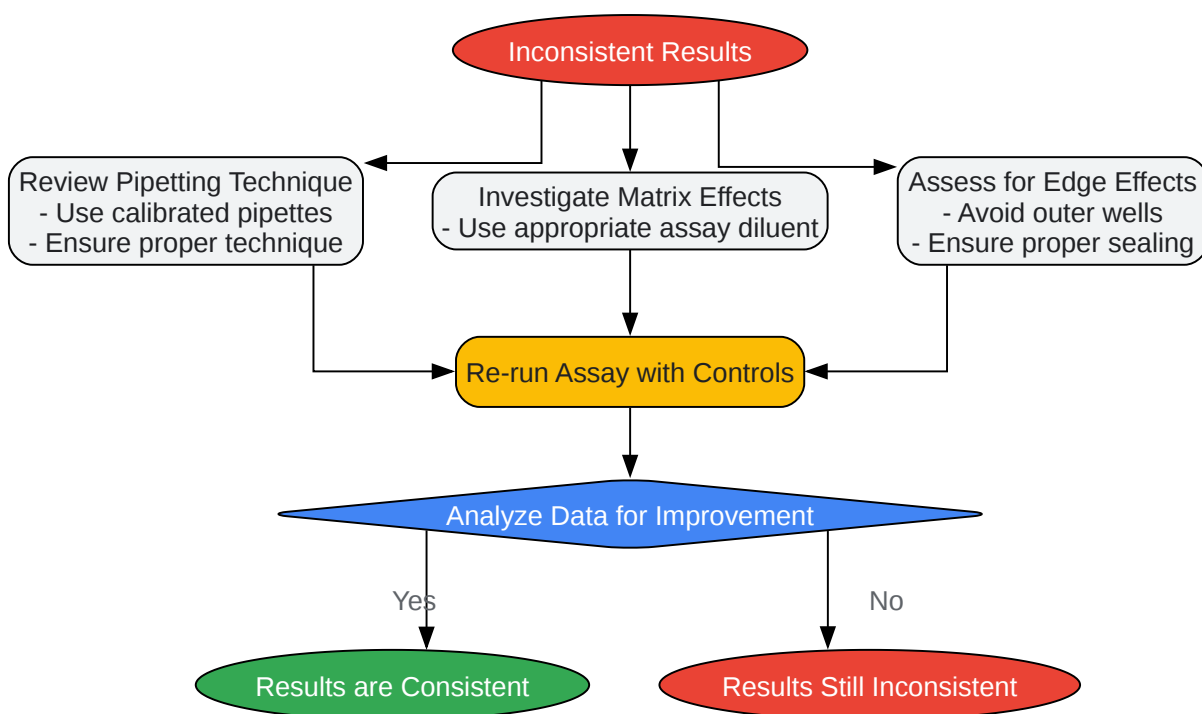 Inconsistent Results
Review Pipetting Technique
- Use calibrated pipettes
- Ensure proper technique
Investigate Matrix Effects
- Use appropriate assay diluent
Assess for Edge Effects
- Avoid outer wells
- Ensure proper sealing
Re-run Assay with Controls
Analyze Data for Improvement
Yes
No
Results are Consistent
Results Still Inconsistent